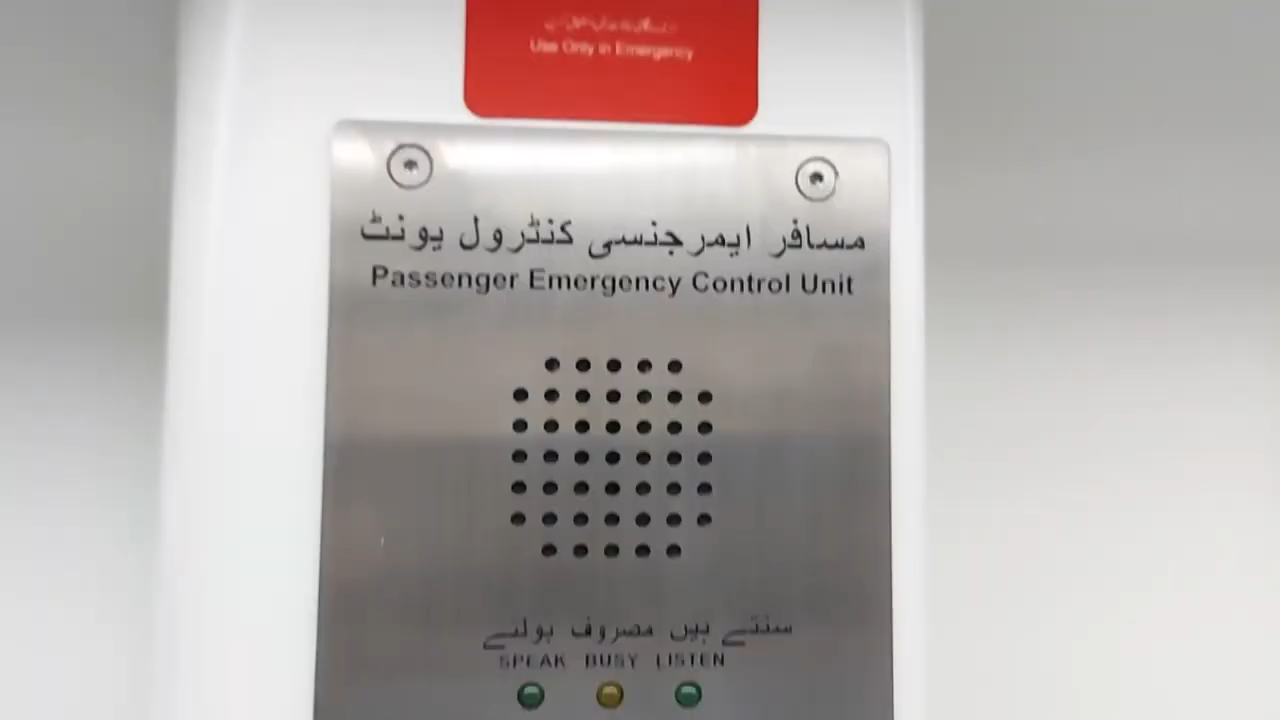 Use Only in Emergency
مسافر ایمرجنسی کنٹرول یونٹ
Passenger Emergency Control Unit
سنتے ہیں مصروف بولیے
SPEAK BUSY LISTEN